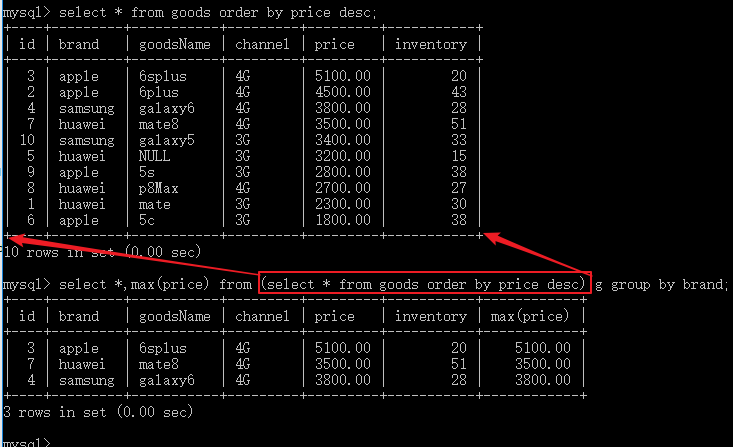 mysql> select * from goods order by price desc;
| id | brand | goodsName | channel | price | inventory |
| 3 | apple | 6splus | 4G | 5100.00 | 20 |
| 2 | apple | 6plus | 4G | 4500.00 | 43 |
| 4 | samsung | galaxy6 | 4G | 3800.00 | 28 |
| 7 | huawei | mate8 | 4G | 3500.00 | 51 |
| 10 | samsung | galaxy5 | 3G | 3400.00 | 33 |
| 5 | huawei | NULL | 3G | 3200.00 | 15 |
| 9 | apple | 5s | 3G | 2800.00 | 38 |
| 8 | huawei | p8Max | 4G | 2700.00 | 27 |
| 1 | huawei | mate | 3G | 2300.00 | 30 |
| 6 | apple | 5c | 3G | 1800.00 | 38 |
10 rows in set (0.00 sec)
mysql> select *,max(price) from (select * from goods order by price desc) g group by brand;
| id | brand | goodsName | channel | price | inventory | max(price) |
| 3 | apple | 6splus | 4G | 5100.00 | 20 | 5100.00 |
| 7 | huawei | mate8 | 4G | 3500.00 | 51 | 3500.00 |
| 4 | samsung | galaxy6 | 4G | 3800.00 | 28 | 3800.00 |
3 rows in set (0.00 sec)
mysql>